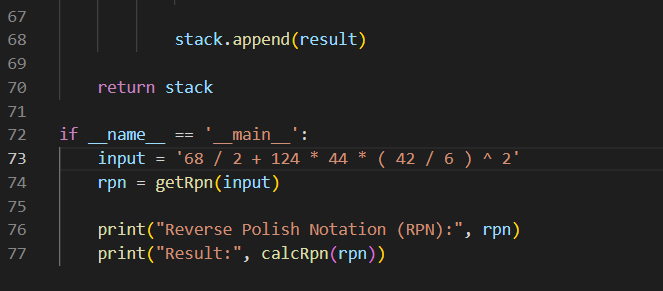 67
68 stack.append(result)
69
70 return stack
71
72 if __name__ == '__main__':
73 input = '68 / 2 + 124 * 44 * ( 42 / 6 ) ^ 2'
74 rpn = getRpn(input)
75
76 print("Reverse Polish Notation (RPN):", rpn)
77 print("Result:", calcRpn(rpn))